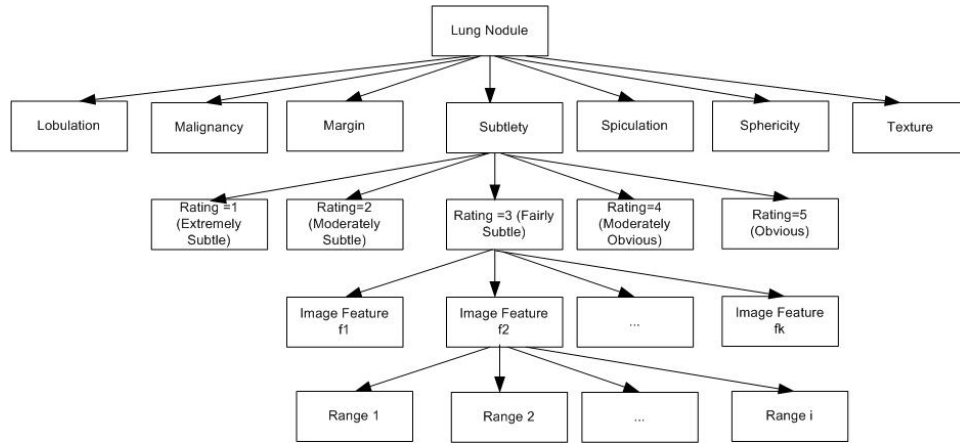 Lung Nodule
Lobulation
Malignancy
Margin
Subtlety
Spiculation
Sphericity
Texture
Rating =1
(Extremely
Subtle)
Rating=2
(Moderately
Subtle)
Rating =3 (Fairly
Subtle)
Rating=4
(Moderately
Obvious)
Rating=5
(Obvious)
Image Feature
f1
Image Feature
f2
...
Image Feature
fk
Range 1
Range 2
...
Range i